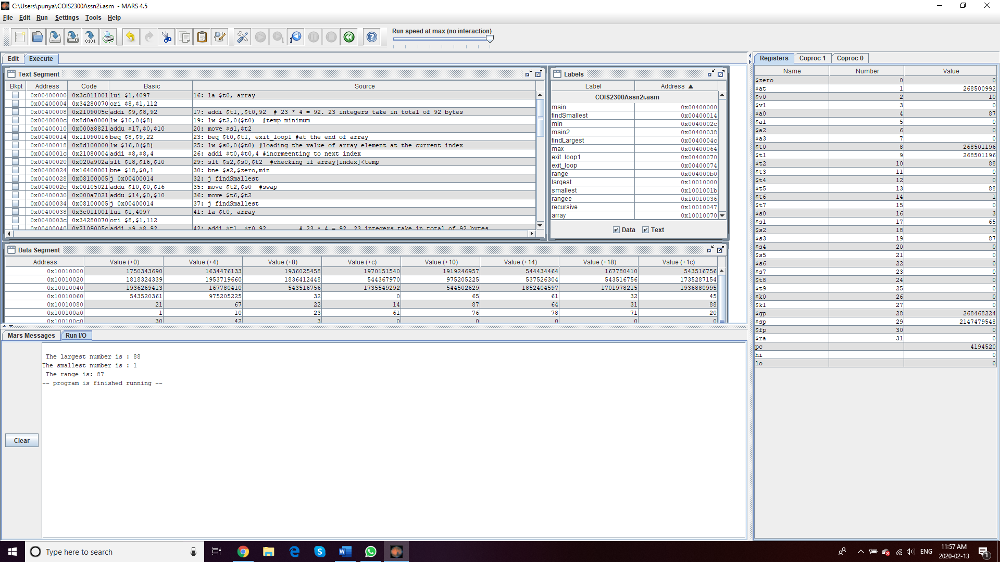 C:\Users\punya\COIS2300Assn2i.asm - MARS 4.5
File Edit Run Settings Tools Help
Run speed at max (no interaction)
Edit Execute
Text Segment
Bkpt Address Code Basic Source
0x00400000 0x3c011001 lui $1,4097 16: la $t0, array
0x00400004 0x34280070 ori $8,$1,112
0x00400008 0x2109005c addi $9,$8,92 17: addi $t1,,$t0,92 # 23 * 4 = 92. 23 integers take in total of 92 bytes
0x0040000c 0x8d0a0000 lw $10,0($8) 19: lw $t2,0($t0) #temp minimum
0x00400010 0x000a8821 addu $17,$0,$10 20: move $s1,$t2
0x00400014 0x11090016 beq $8,$9,22 23: beq $t0,$t1, exit_loop1 #at the end of array
0x00400018 0x8d100000 lw $16,0($8) 25: lw $s0,0($t0) #loading the value of array element at the current index
0x0040001c 0x21080004 addi $8,$8,4 26: addi $t0,$t0,4 #incrmeenting to next index
0x00400020 0x020a902a slt $18,$16,$10 29: slt $s2,$s0,$t2 #checking if array[index]<temp
0x00400024 0x16400001 bne $18,$0,1 30: bne $s2,$zero,min
0x00400028 0x08100005 j 0x00400014 32: j findSmallest
0x0040002c 0x00105021 addu $10,$0,$16 35: move $t2,$s0 #swap
0x00400030 0x000a7021 addu $14,$0,$10 36: move $t6,$t2
0x00400034 0x08100005 j 0x00400014 37: j findSmallest
0x00400038 0x3c011001 lui $1,4097 41: la $t0, array
0x0040003c 0x34280070 ori $8,$1,112
0x00400040 0x2109005c addi $9,$8,92 42: addi $t1,,$t0,92 # 23 * 4 = 92. 23 integers take in total of 92 bytes
Labels
Label Address ▲
COIS2300Assn2i.asm
main 0x00400000
findSmallest 0x00400014
min 0x0040002c
main2 0x00400038
findLargest 0x0040004c
max 0x00400064
exit_loop1 0x00400070
exit_loop 0x00400074
range 0x004000b0
largest 0x10010000
smallest 0x1001001b
rangee 0x10010036
recursive 0x10010047
array 0x10010070
Data Text
Data Segment
Address Value (+0) Value (+4) Value (+8) Value (+c) Value (+10) Value (+14) Value (+18) Value (+1c)
0x10010000 1750343690 1634476133 1936025458 1970151540 1919246957 544434464 167780410 543516756
0x10010020 1818324339 1953719660 1836412448 544367970 975205225 537526304 543516756 1735287154
0x10010040 1936269413 167780410 543516756 1735549292 544502629 1852404597 1701978215 1936880995
0x10010060 543520361 975205225 32 0 65 61 32 45
0x10010080 21 67 22 14 87 64 31 88
0x100100a0 1 10 23 61 76 78 71 20
0x100100c0 30 42 3 0 0 0 0 0
Mars Messages Run I/O
The largest number is : 88
The smallest number is : 1
The range is: 87
-- program is finished running --
Clear
Registers Coproc 1 Coproc 0
Name Number Value
$zero 0 0
$at 1 268500992
$v0 2 10
$v1 3 0
$a0 4 87
$a1 5 0
$a2 6 0
$a3 7 0
$t0 8 268501196
$t1 9 268501196
$t2 10 88
$t3 11 0
$t4 12 0
$t5 13 88
$t6 14 1
$t7 15 0
$s0 16 3
$s1 17 65
$s2 18 0
$s3 19 87
$s4 20 0
$s5 21 0
$s6 22 0
$s7 23 0
$t8 24 0
$t9 25 0
$k0 26 0
$k1 27 0
$gp 28 268468224
$sp 29 2147479548
$fp 30 0
$ra 31 0
pc 4194520
hi 0
lo 0
Type here to search
ENG
11:57 AM
2020-02-13
1